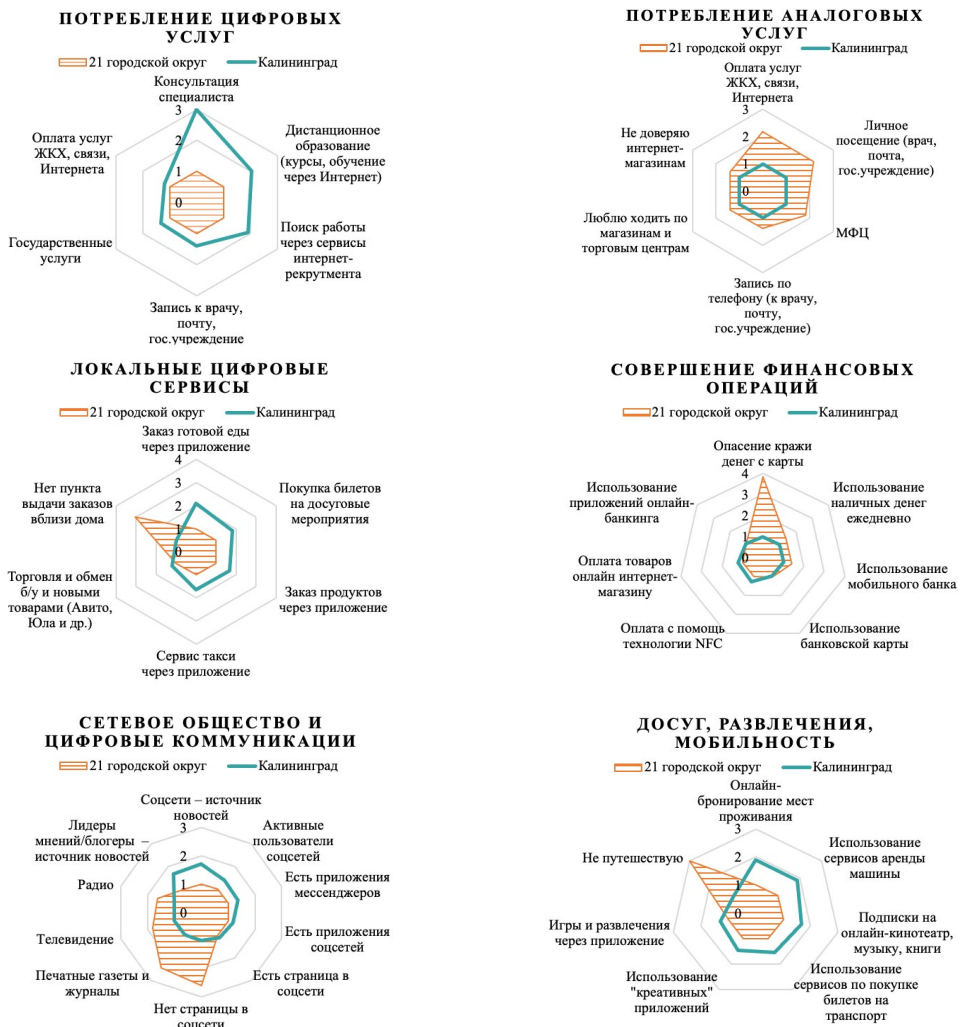 ПОТРЕБЛЕНИЕ ЦИФРОВЫХ
УСЛУГ
21 городской округ
Калининград
Консультация
специалиста
3
2
1
0
Дистанционное
образование
(курсы, обучение
через Интернет)
Поиск работы
через сервисы
интернет-
рекрутмента
Запись к врачу,
почту,
гос.учреждение
Государственные
услуги
Оплата услуг
ЖКХ, связи,
Интернета
ПОТРЕБЛЕНИЕ АНАЛОГОВЫХ
УСЛУГ
21 городской округ
Калининград
Оплата услуг
ЖКХ, связи,
Интернета
3
2
1
0
Личное
посещение (врач,
почта,
гос.учреждение)
МФЦ
Запись по
телефону (к врачу,
почту,
гос.учреждение)
Люблю ходить по
магазинам и
торговым центрам
Не доверяю
интернет-
магазинам
ЛОКАЛЬНЫЕ ЦИФРОВЫЕ
СЕРВИСЫ
21 городской округ
Калининград
Заказ готовой еды
через приложение
4
3
2
1
0
Покупка билетов
на досуговые
мероприятия
Заказ продуктов
через приложение
Сервис такси
через приложение
Торговля и обмен
б/у и новыми
товарами (Авито,
Юла и др.)
Нет пункта
выдачи заказов
вблизи дома
СОВЕРШЕНИЕ ФИНАНСОВЫХ
ОПЕРАЦИЙ
21 городской округ
Калининград
Опасение кражи
денег с карты
4
3
2
1
0
Использование
наличных денег
ежедневно
Использование
мобильного банка
Использование
банковской карты
Оплата с помощь
технологии NFC
Оплата товаров
онлайн интернет-
магазину
Использование
приложений онлайн-
банкинга
СЕТЕВОЕ ОБЩЕСТВО И
ЦИФРОВЫЕ КОММУНИКАЦИИ
21 городской округ
Калининград
Соцсети – источник
новостей
3
2
1
0
Активные
пользователи
соцсетей
Есть приложения
мессенджеров
Есть приложения
соцсетей
Есть страница в
соцсети
Нет страницы в
соцсети
Печатные газеты и
журналы
Телевидение
Радио
Лидеры
мнений/блогеры –
источник новостей
ДОСУГ, РАЗВЛЕЧЕНИЯ,
МОБИЛЬНОСТЬ
21 городской округ
Калининград
Онлайн-
бронирование мест
проживания
3
2
1
0
Использование
сервисов аренды
машины
Подписки на
онлайн-кинотеатр,
музыку, книги
Использование
сервисов по покупке
билетов на
транспорт
Использование
"креативных"
приложений
Игры и развлечения
через приложение
Не путешествую